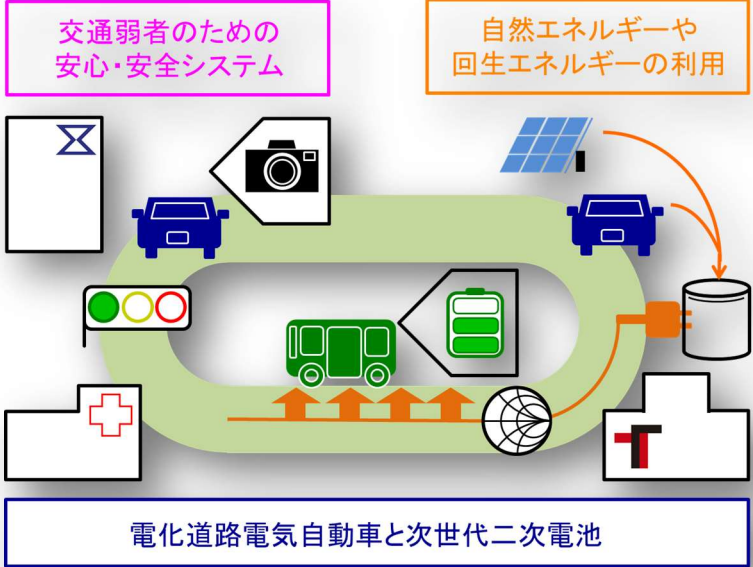 交通弱者のための
安心・安全システム
自然エネルギーや
回生エネルギーの利用
電化道路電気自動車と次世代二次電池